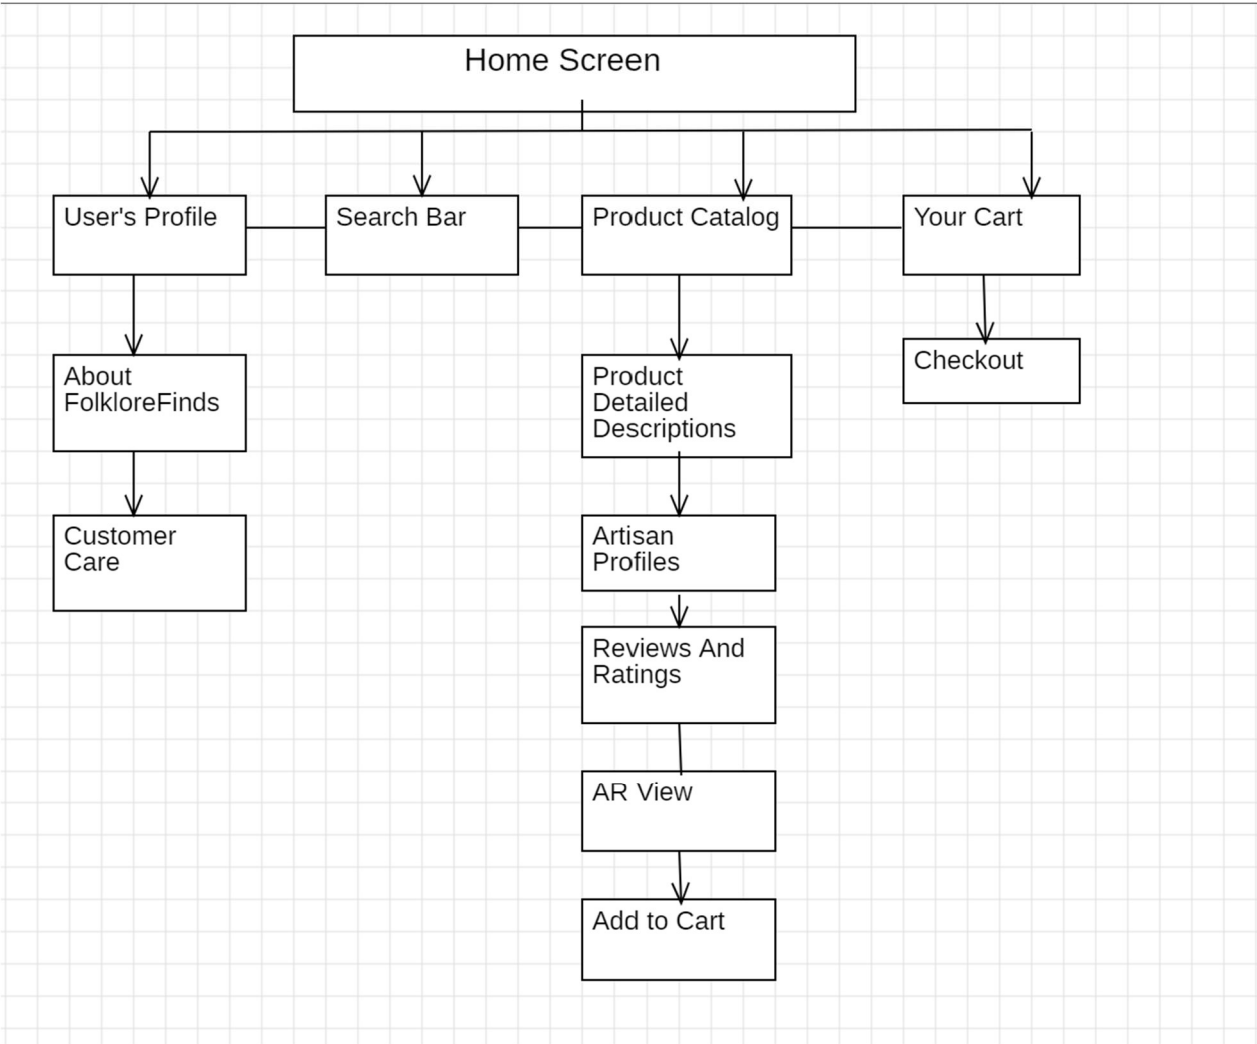 Home Screen
User's Profile
Search Bar
Product Catalog
Your Cart
About
FolkloreFinds
Product
Detailed
Descriptions
Checkout
Customer
Care
Artisan
Profiles
Reviews And
Ratings
AR View
Add to Cart